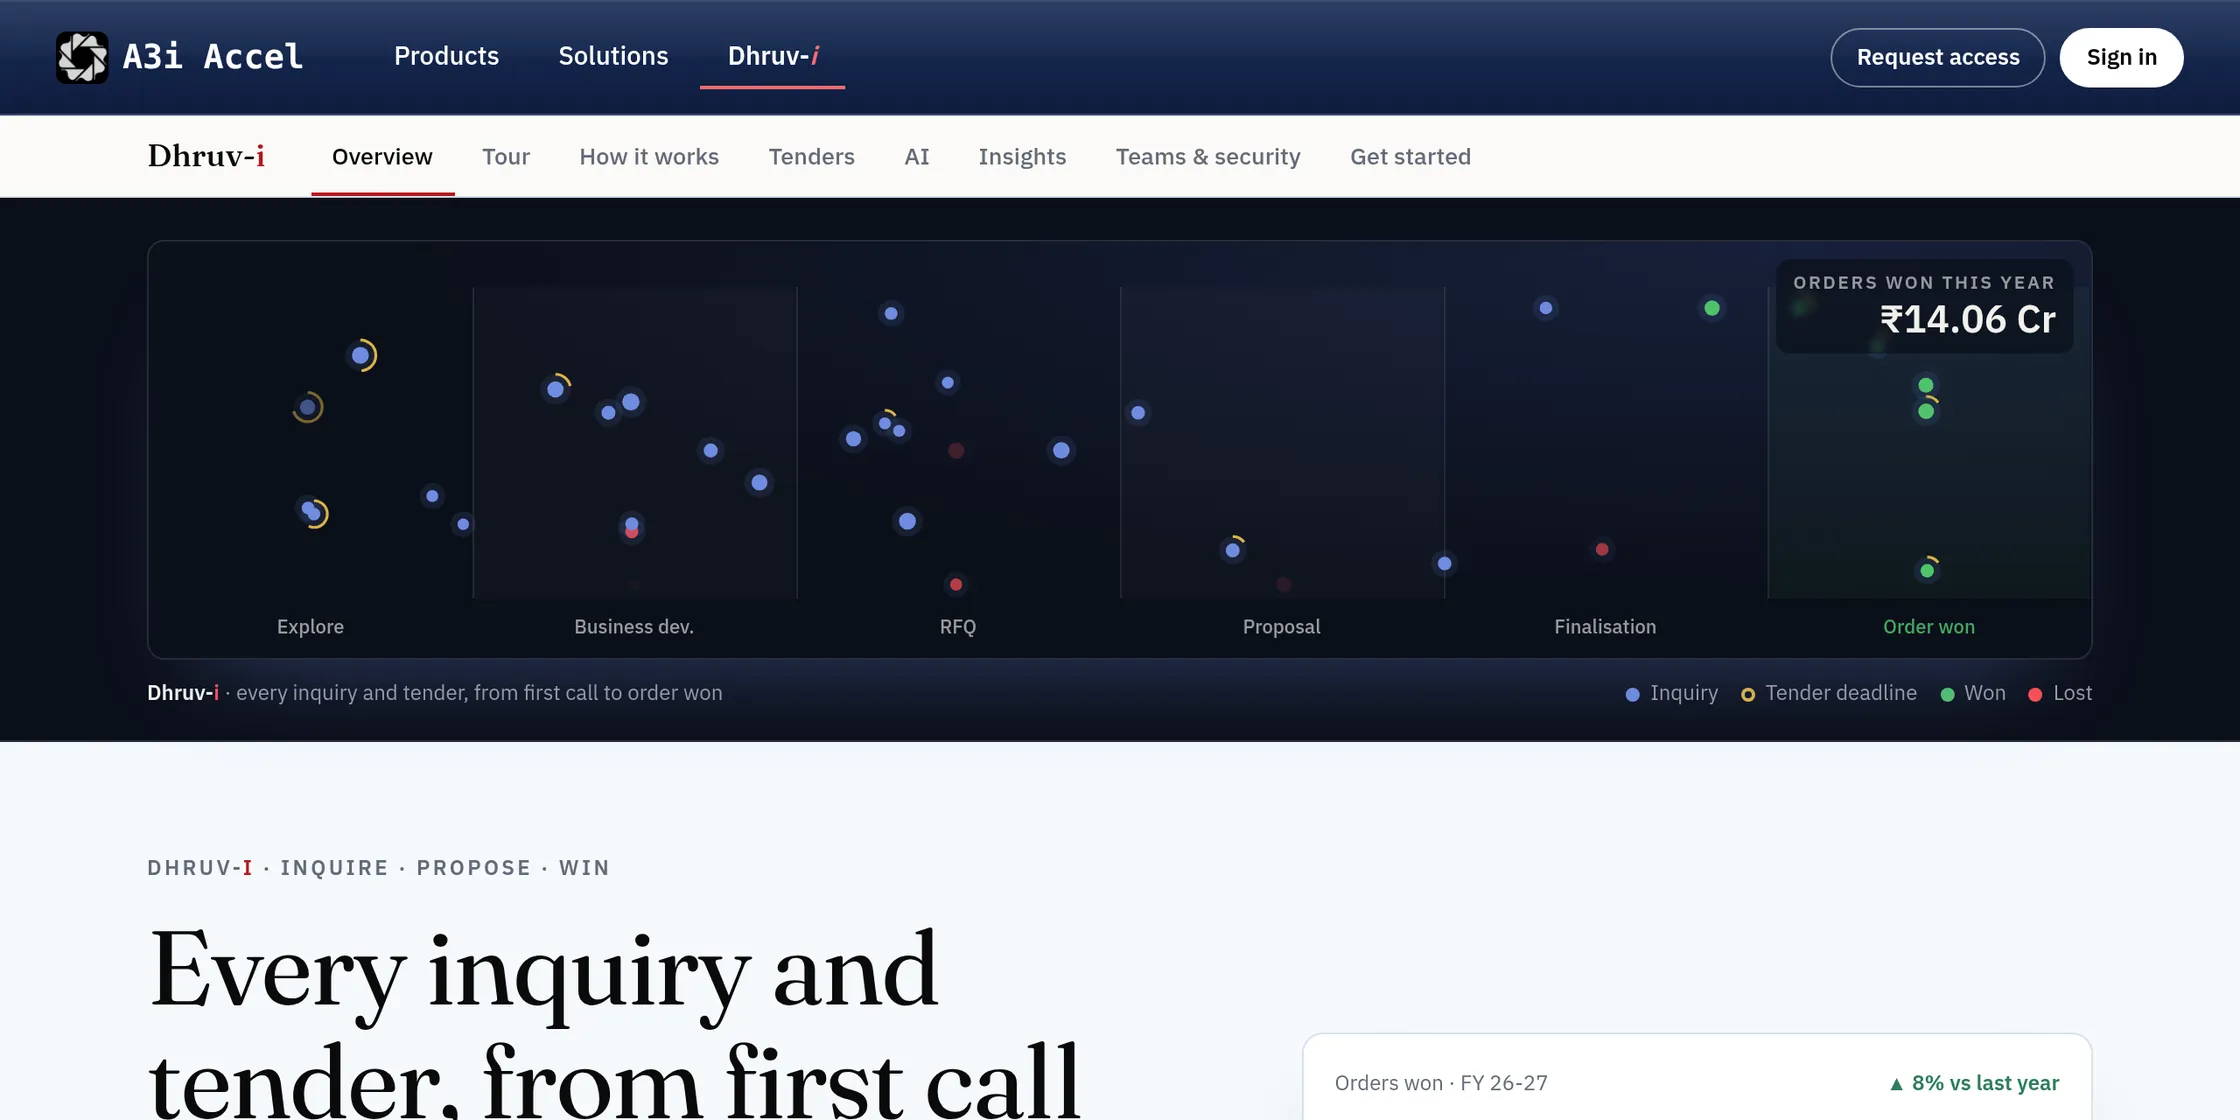 A3i Accel Products Solutions Dhruv-i Request access Sign in
Dhruv-i Overview Tour How it works Tenders AI Insights Teams & security Get started
ORDERS WON THIS YEAR
₹14.06 Cr
Explore Business dev. RFQ Proposal Finalisation Order won
Dhruv-i · every inquiry and tender, from first call to order won Inquiry Tender deadline Won Lost
DHRUV-I · INQUIRE · PROPOSE · WIN
Every inquiry and
tender, from first call
Orders won · FY 26-27 ▲ 8% vs last year